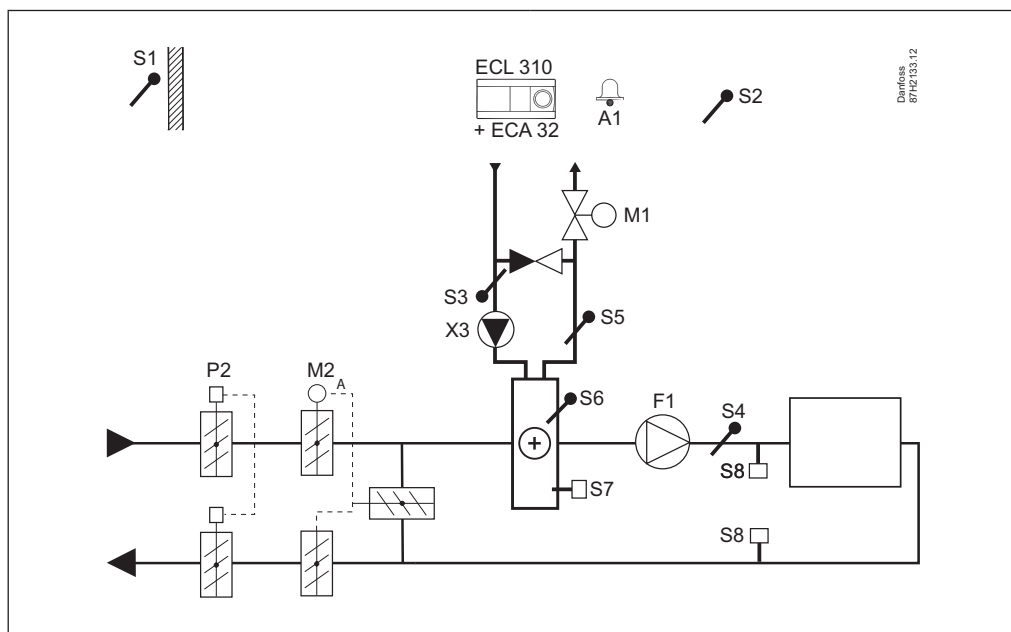 S1
ECL 310
+ ECA 32
A1
S2
Danfoss
87H2133.12
M1
S3
X3
S5
P2
M2
A
S6
F1
S4
S8
S7
S8